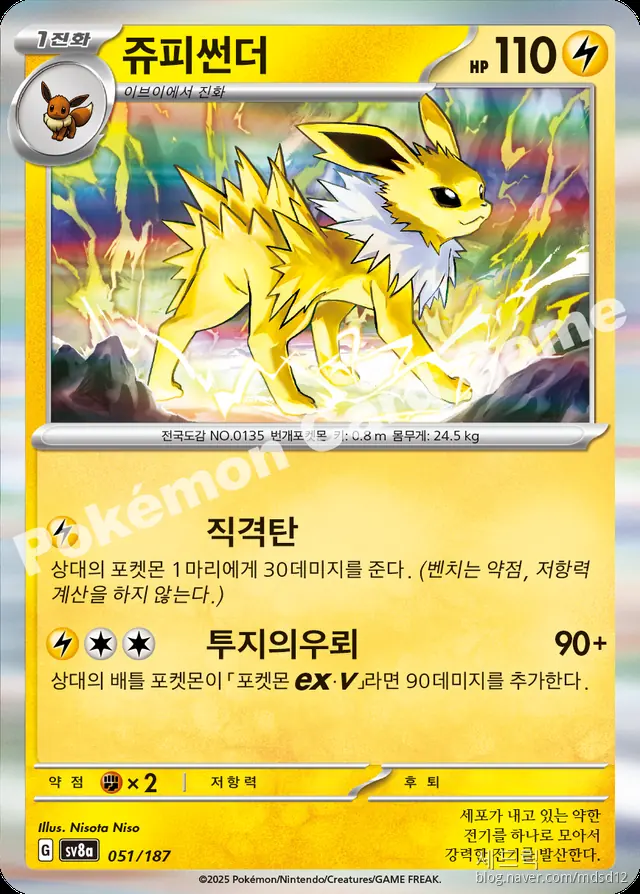 1진화 쥬피썬더 HP 110
이브이에서 진화
전국도감 NO.0135 번개포켓몬 키: 0.8 m 몸무게: 24.5 kg
직격탄
상대의 포켓몬 1마리에게 30데미지를 준다. (벤치는 약점, 저항력
계산을 하지 않는다.)
투지의우뢰 90+
상대의 배틀 포켓몬이 「포켓몬 ex·V」라면 90데미지를 추가한다.
약점 ×2 저항력 후퇴
Illus. Nisota Niso
G sv8a 051/187
세포가 내고 있는 약한
전기를 하나로 모아서
강력한 전기를 발산한다.
©2025 Pokémon/Nintendo/Creatures/GAME FREAK.
Pokémon Card Game
blog.naver.com/mdsd12